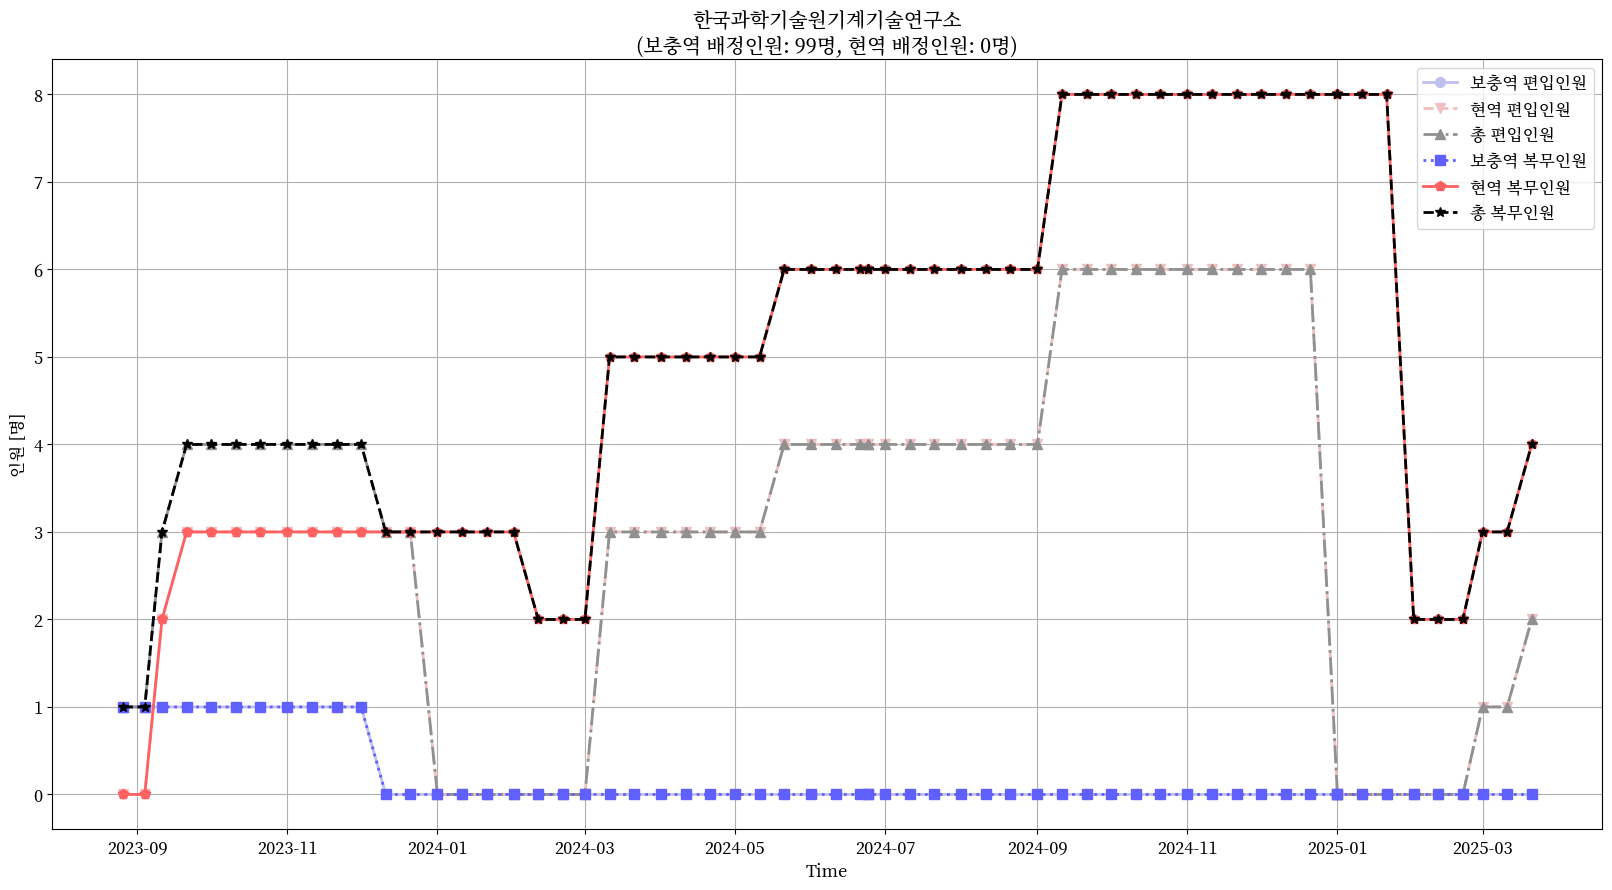 한국과학기술원기계기술연구소
(보충역 배정인원: 99명, 현역 배정인원: 0명)
보충역 편입인원
현역 편입인원
총 편입인원
보충역 복무인원
현역 복무인원
총 복무인원
인원 [명]
8
7
6
5
4
3
2
1
0
2023-09
2023-11
2024-01
2024-03
2024-05
2024-07
2024-09
2024-11
2025-01
2025-03
Time